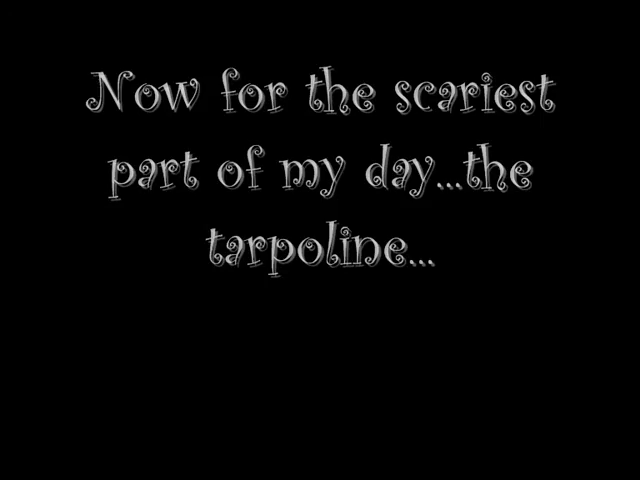 Now for the scariest
part of my day...the
tarpoline...